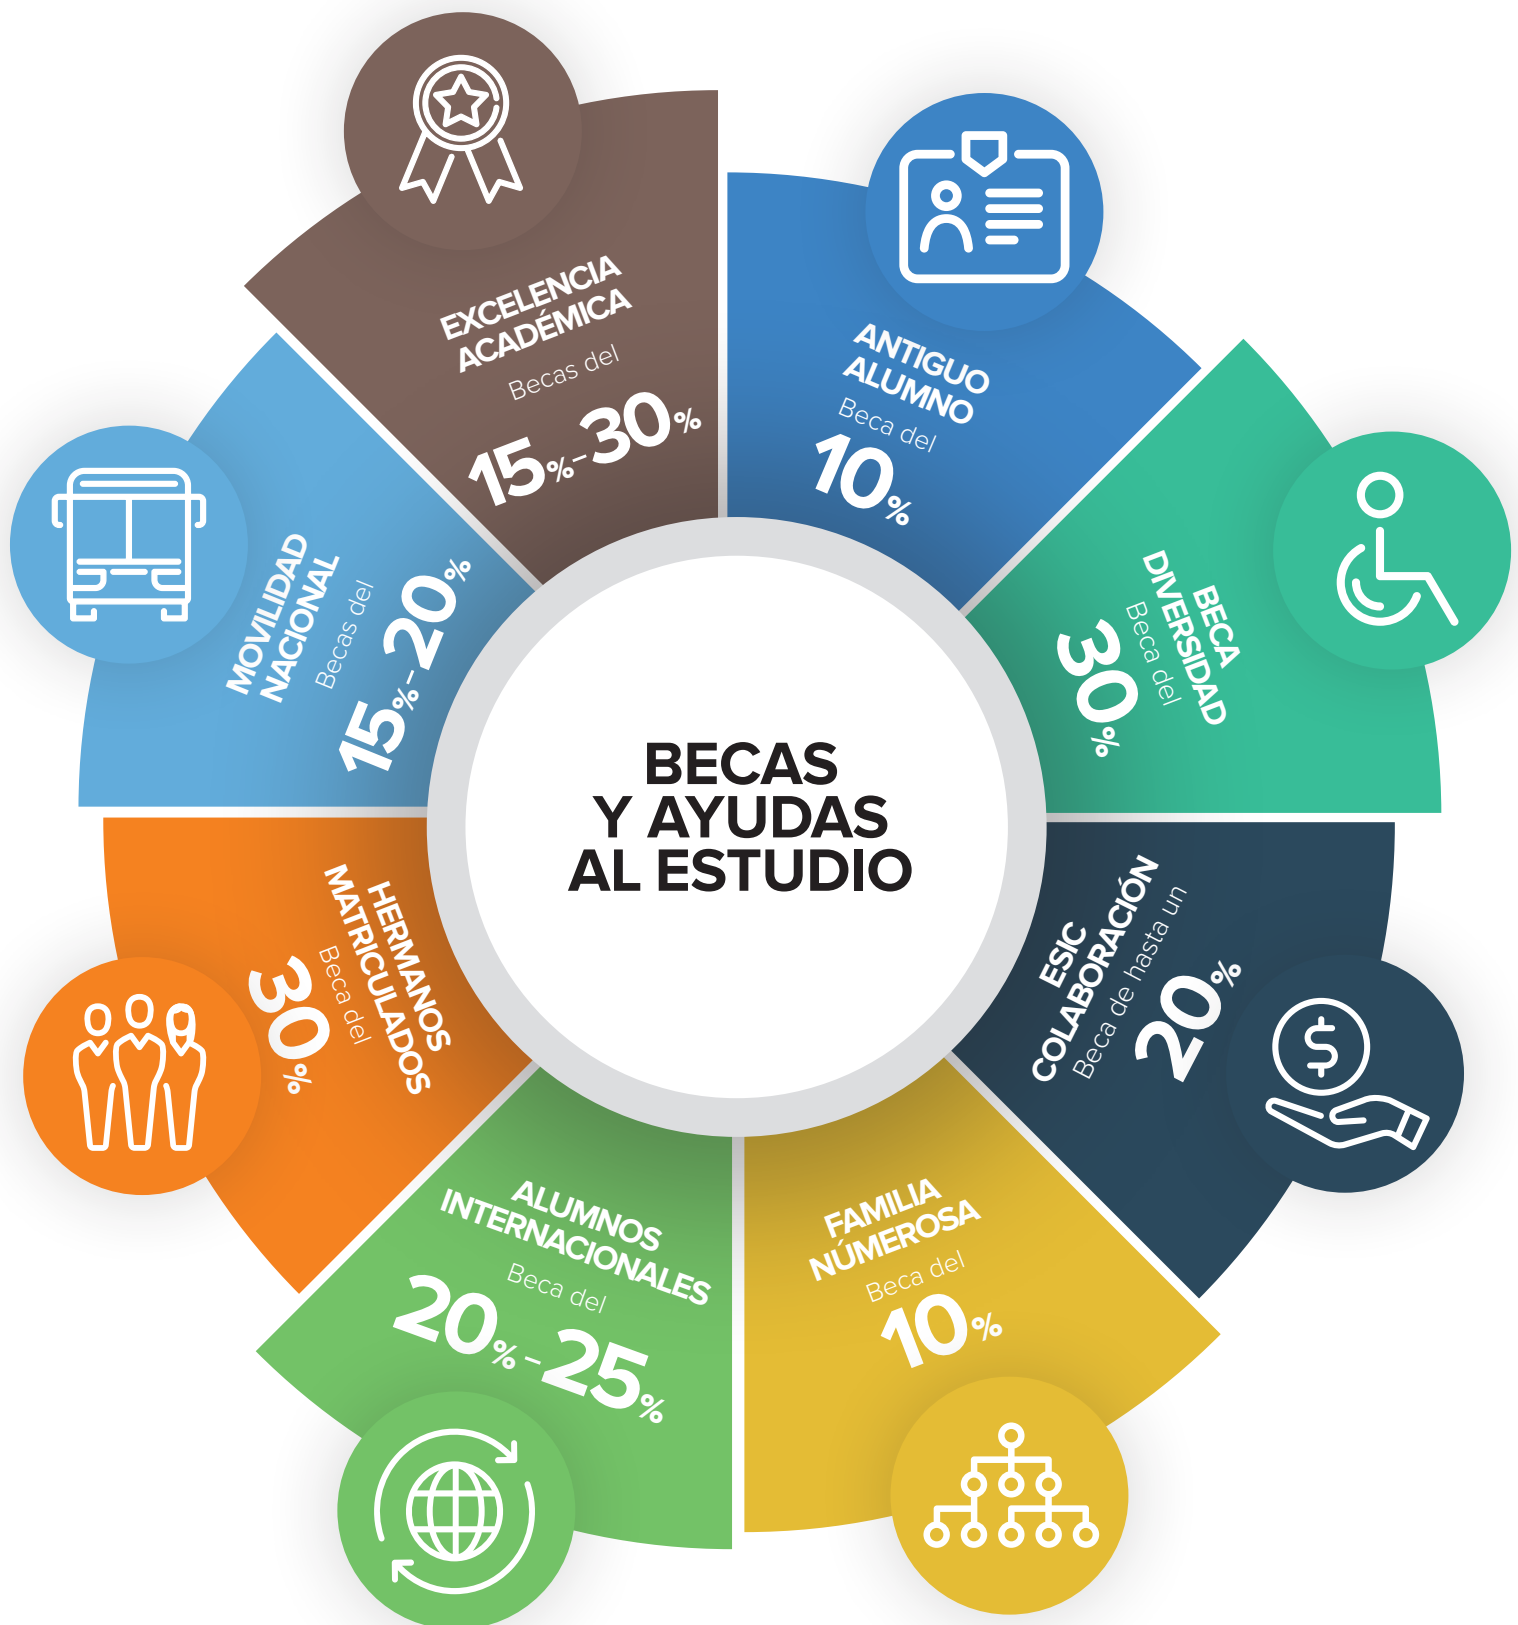 BECAS
Y AYUDAS
AL ESTUDIO
EXCELENCIA
ACADÉMICA
Becas del
15%-30%
ANTIGUO
ALUMNO
Beca del
10%
BECA
DIVERSIDAD
Beca del
30%
ESIC
COLABORACIÓN
Beca de hasta un
20%
FAMILIA
NÚMEROSA
Beca del
10%
ALUMNOS
INTERNACIONALES
Beca del
20%-25%
HERMANOS
MATRICULADOS
Beca del
30%
MOVILIDAD
NACIONAL
Becas del
15%-20%
$